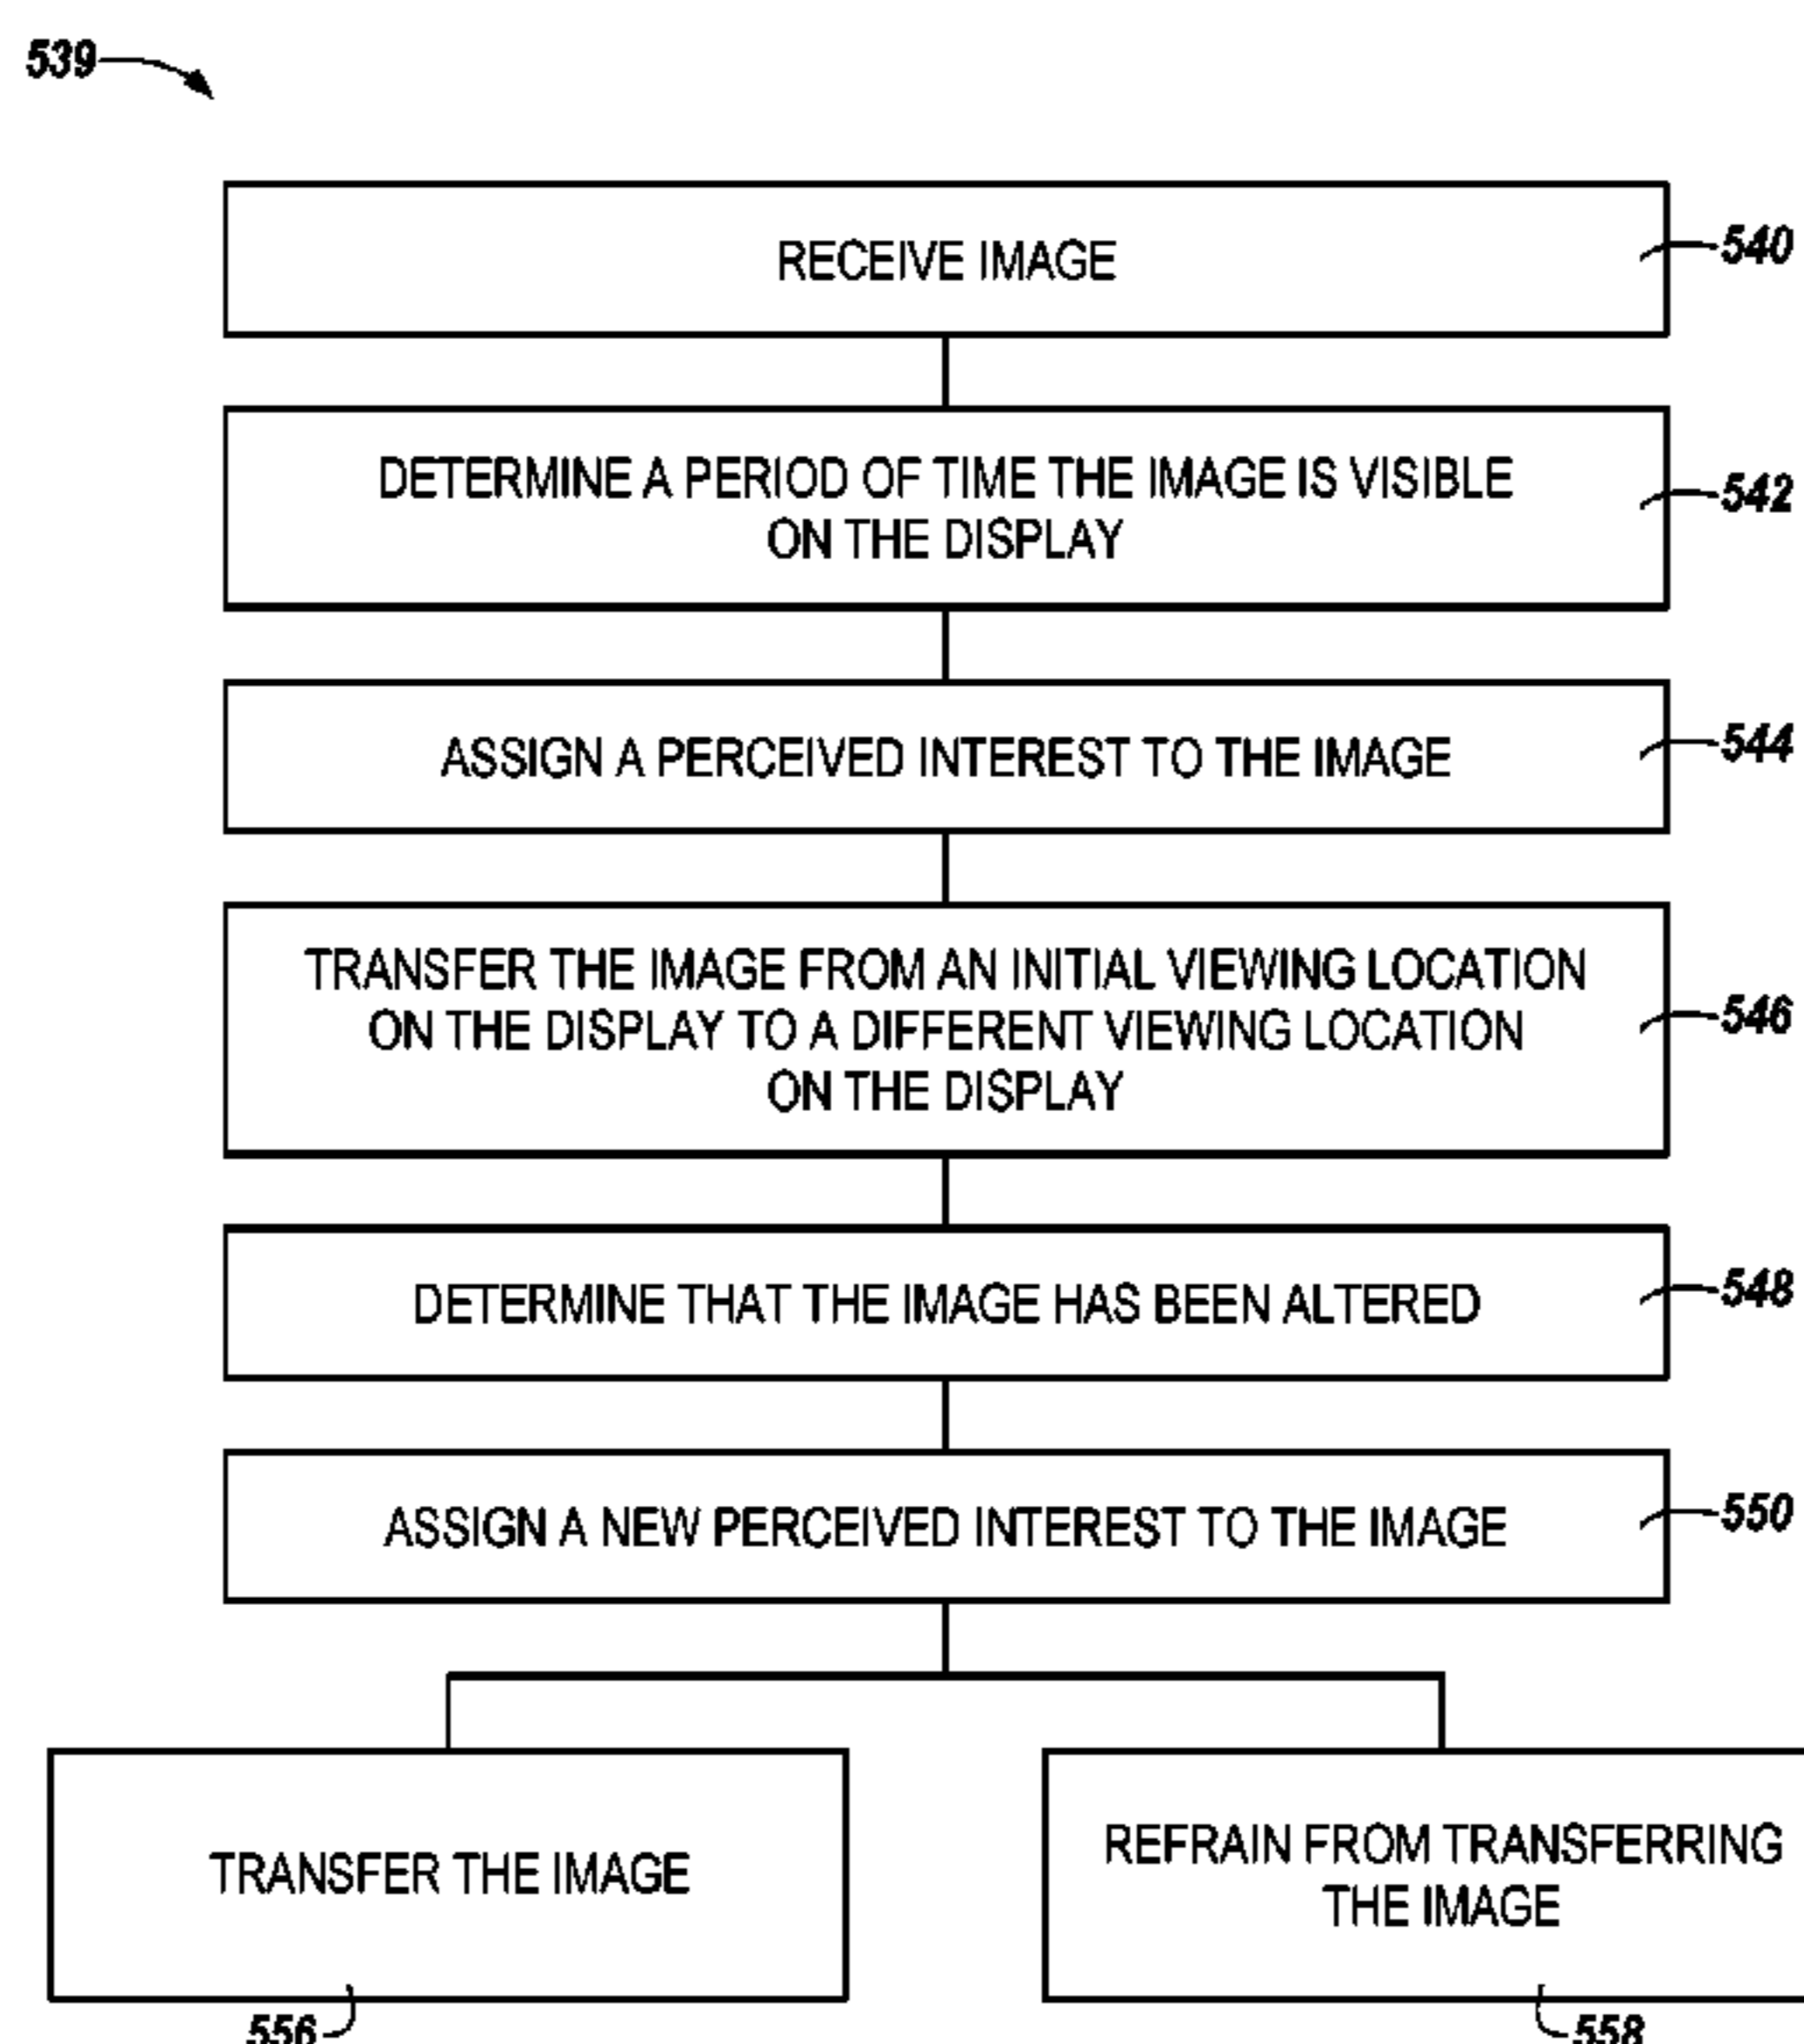 539
RECEIVE IMAGE
540
DETERMINE A PERIOD OF TIME THE IMAGE IS VISIBLE
ON THE DISPLAY
542
ASSIGN A PERCEIVED INTEREST TO THE IMAGE
544
TRANSFER THE IMAGE FROM AN INITIAL VIEWING LOCATION
ON THE DISPLAY TO A DIFFERENT VIEWING LOCATION
ON THE DISPLAY
546
DETERMINE THAT THE IMAGE HAS BEEN ALTERED
548
ASSIGN A NEW PERCEIVED INTEREST TO THE IMAGE
550
TRANSFER THE IMAGE
556
REFRAIN FROM TRANSFERRING
THE IMAGE
558